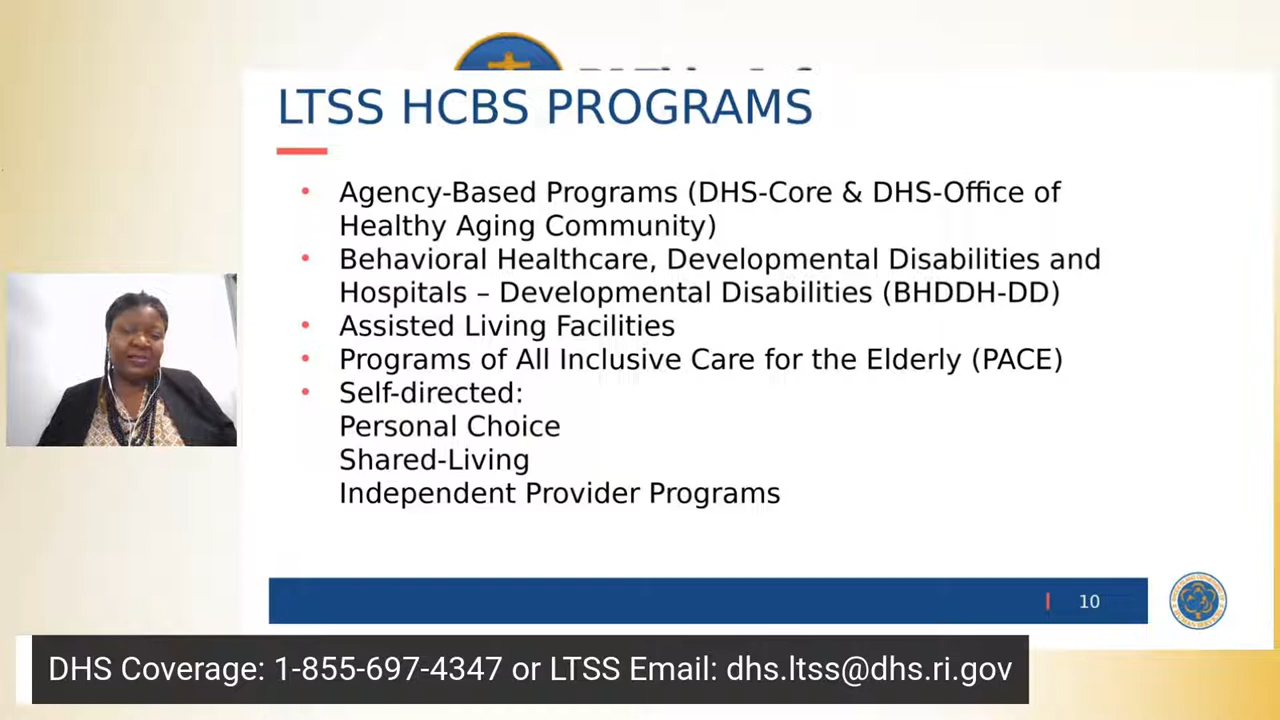 LTSS HCBS PROGRAMS
• Agency-Based Programs (DHS-Core & DHS-Office of
Healthy Aging Community)
• Behavioral Healthcare, Developmental Disabilities and
Hospitals – Developmental Disabilities (BHDDH-DD)
• Assisted Living Facilities
• Programs of All Inclusive Care for the Elderly (PACE)
• Self-directed:
Personal Choice
Shared-Living
Independent Provider Programs
10
DHS Coverage: 1-855-697-4347 or LTSS Email: dhs.ltss@dhs.ri.gov